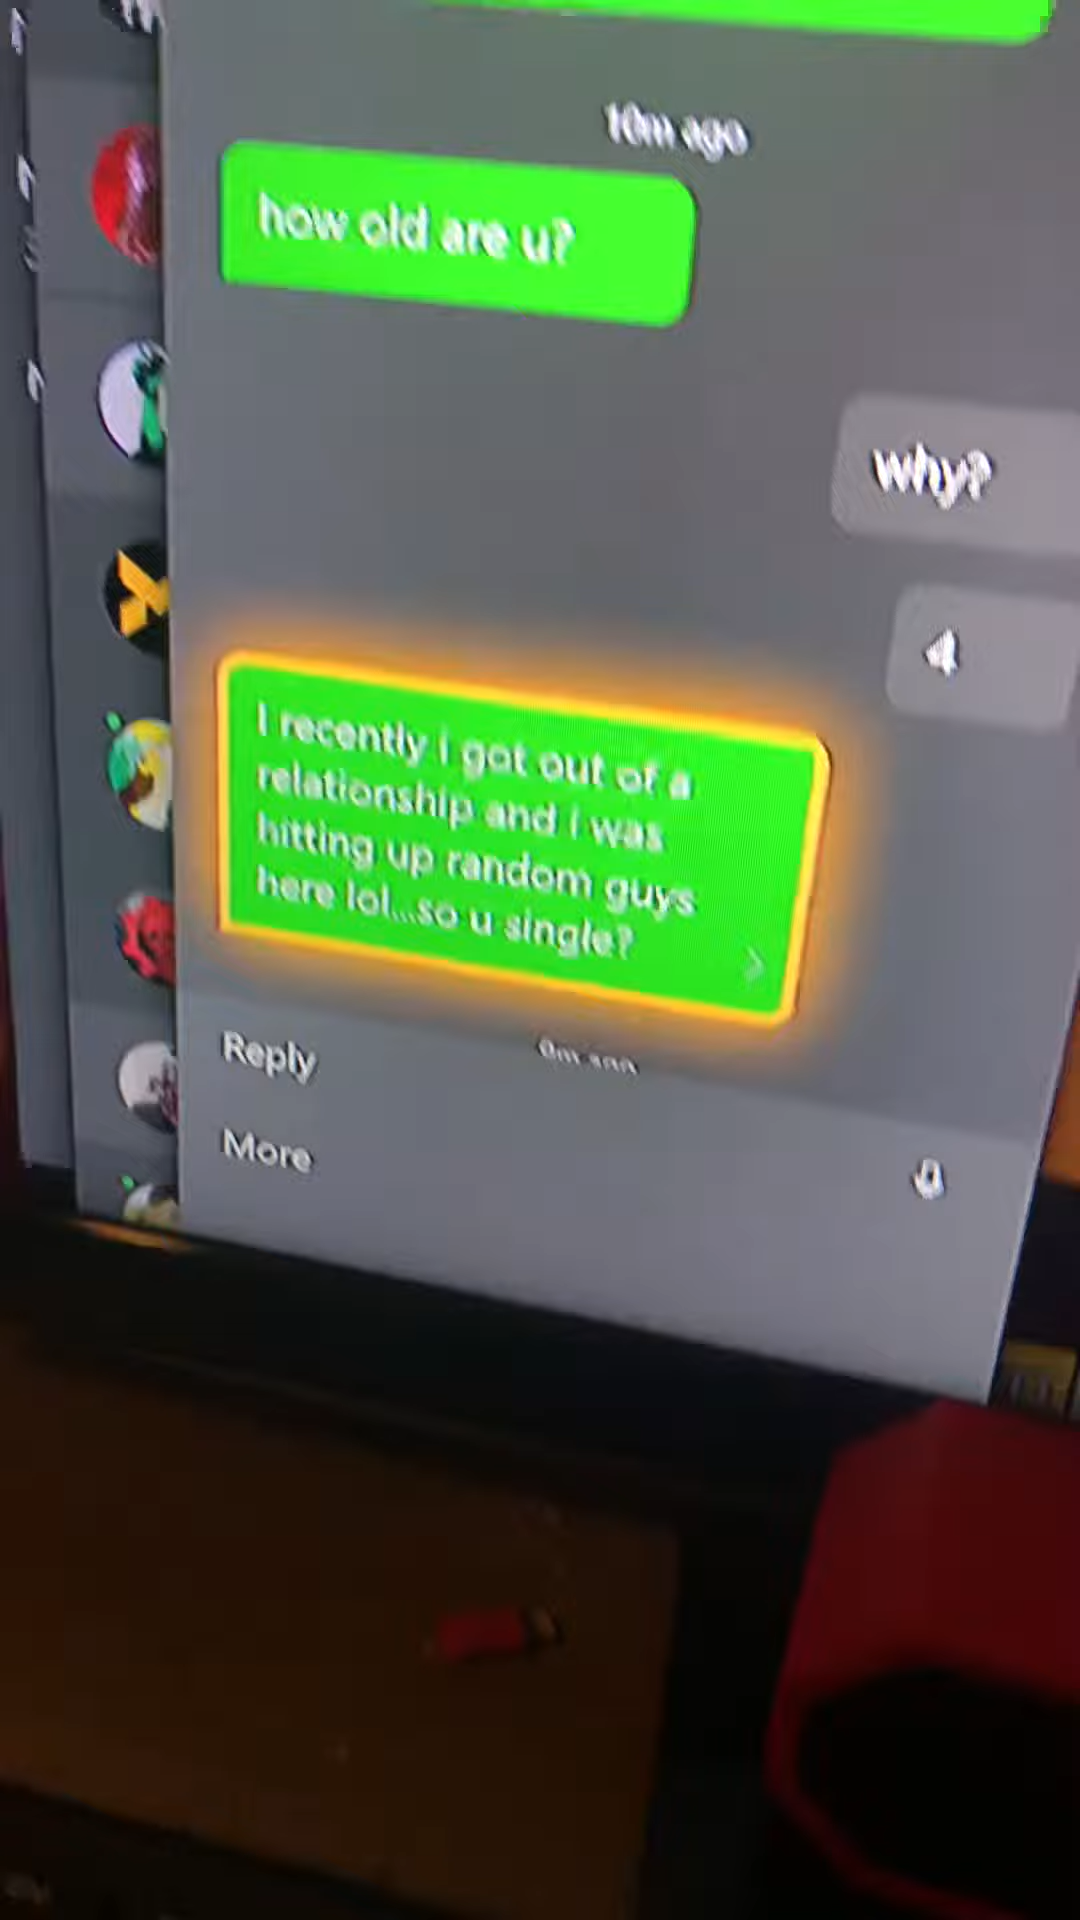 10m ago
how old are u?
why?
4
I recently i got out of a
relationship and i was
hitting up random guys
here lol...so u single?
Reply
More